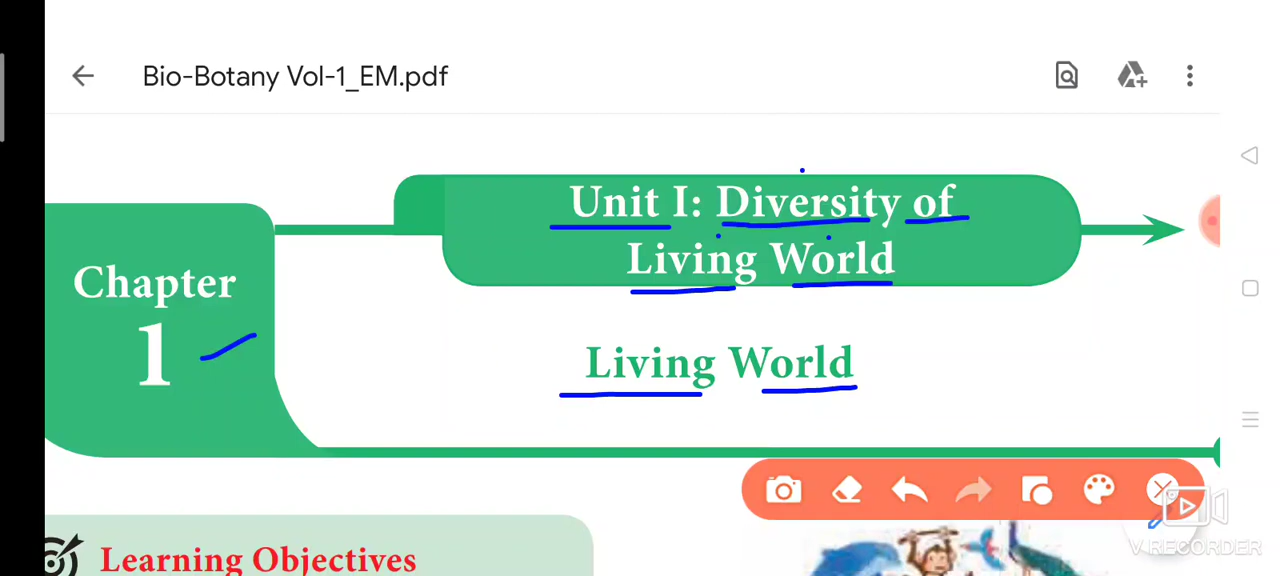 Bio-Botany Vol-1_EM.pdf
Unit I: Diversity of
Living World
Chapter
1
Living World
Learning Objectives
V RECORDER